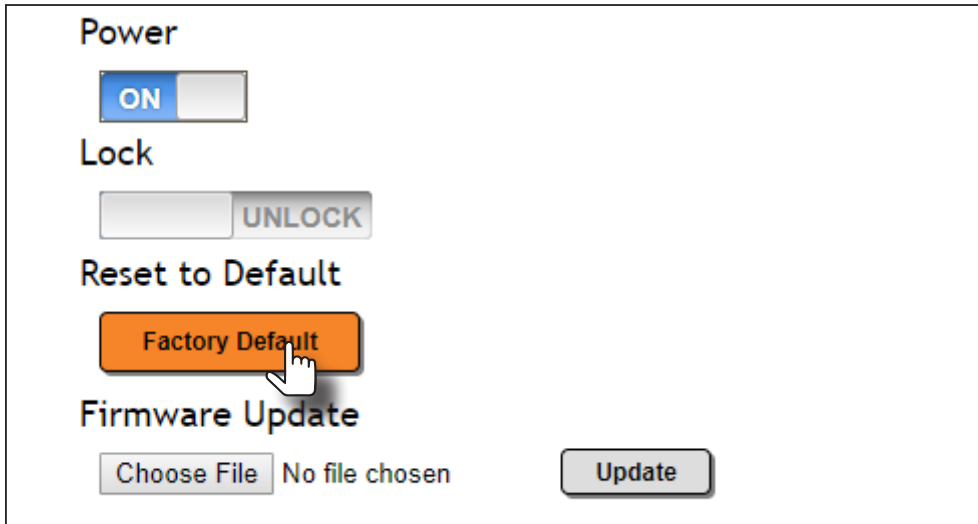 Power
ON
Lock
UNLOCK
Reset to Default
Factory Default
Firmware Update
Choose File No file chosen Update